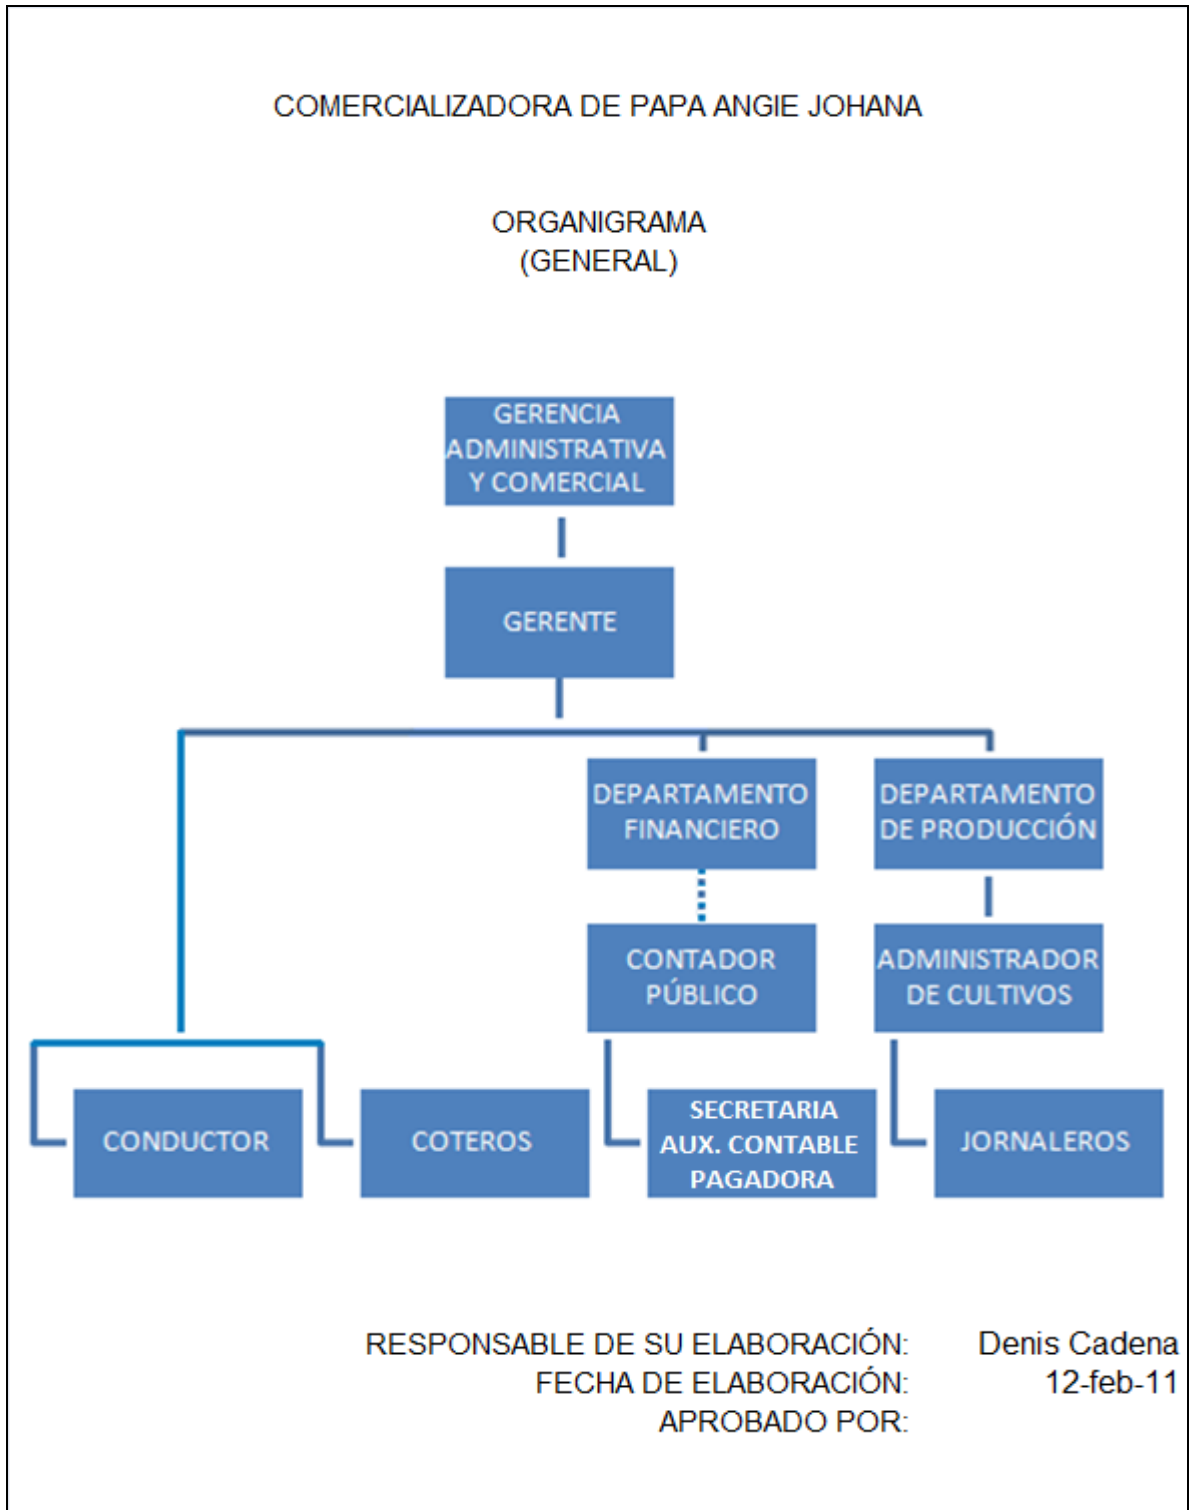 COMERCIALIZADORA DE PAPA ANGIE JOHANA
ORGANIGRAMA
(GENERAL)
GERENCIA
ADMINISTRATIVA
Y COMERCIAL
GERENTE
DEPARTAMENTO
FINANCIERO
DEPARTAMENTO
DE PRODUCCIÓN
CONTADOR
PÚBLICO
ADMINISTRADOR
DE CULTIVOS
CONDUCTOR
COTEROS
SECRETARIA
AUX. CONTABLE
PAGADORA
JORNALEROS
RESPONSABLE DE SU ELABORACIÓN: Denis Cadena
FECHA DE ELABORACIÓN: 12-feb-11
APROBADO POR: